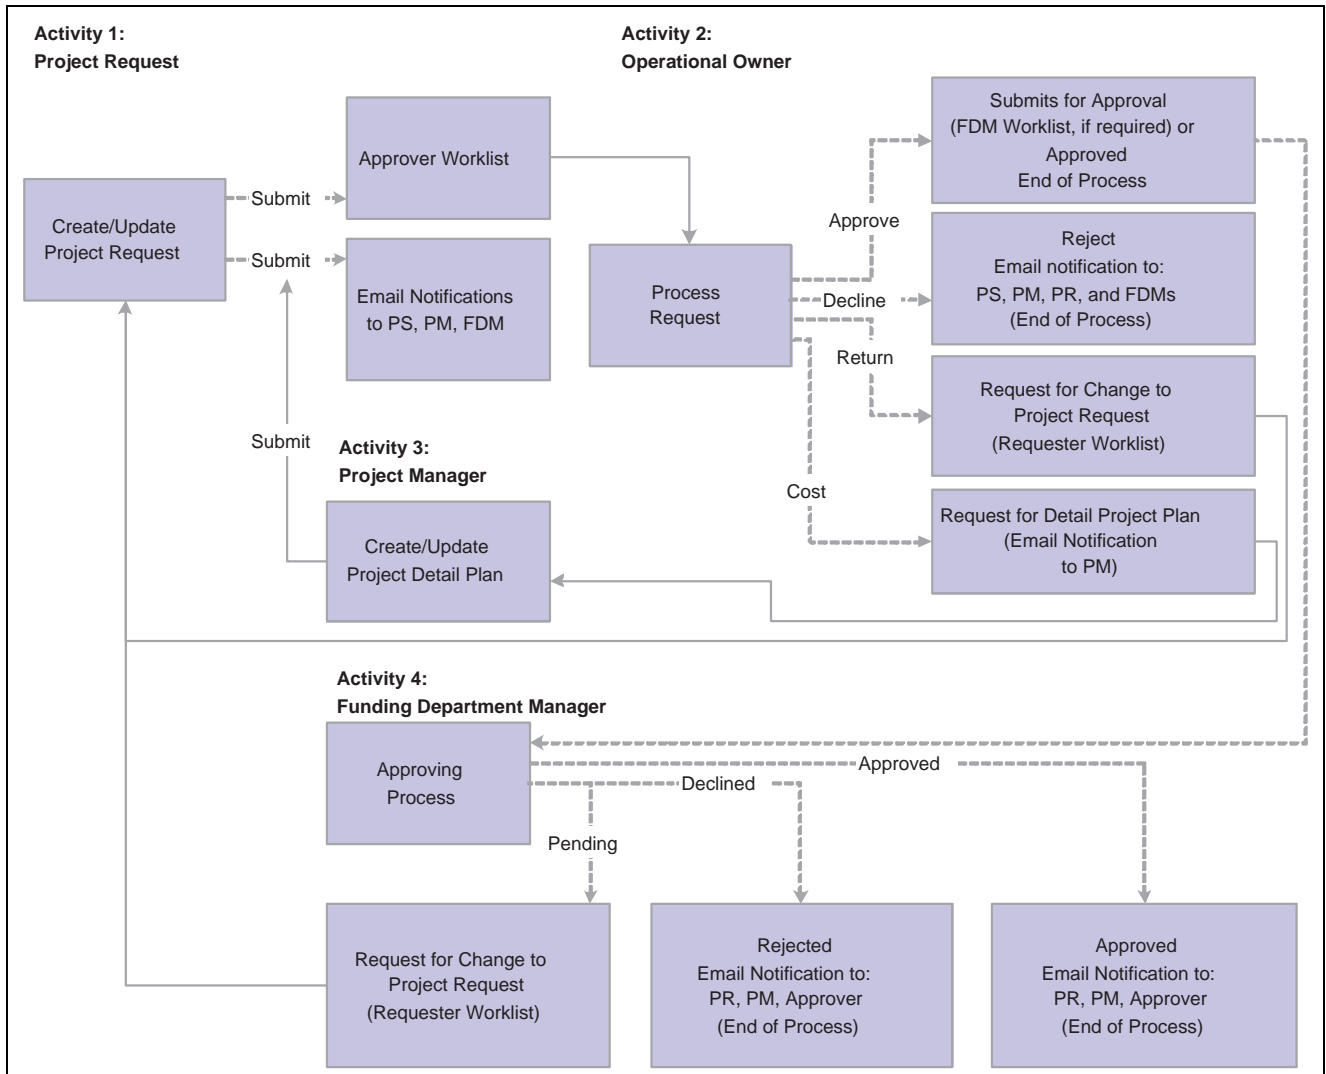 Activity 1:
Project Request
Activity 2:
Operational Owner
Create/Update
Project Request
Submit
Submit
Approver Worklist
Email Notifications
to PS, PM, FDM
Process
Request
Approve
Decline
Return
Cost
Submits for Approval
(FDM Worklist, if required) or
Approved
End of Process
Reject
Email notification to:
PS, PM, PR, and FDMs
(End of Process)
Request for Change to
Project Request
(Requester Worklist)
Request for Detail Project Plan
(Email Notification
to PM)
Submit
Activity 3:
Project Manager
Create/Update
Project Detail Plan
Activity 4:
Funding Department Manager
Approving
Process
Approved
Declined
Pending
Request for Change to
Project Request
(Requester Worklist)
Rejected
Email Notification to:
PR, PM, Approver
(End of Process)
Approved
Email Notification to:
PR, PM, Approver
(End of Process)